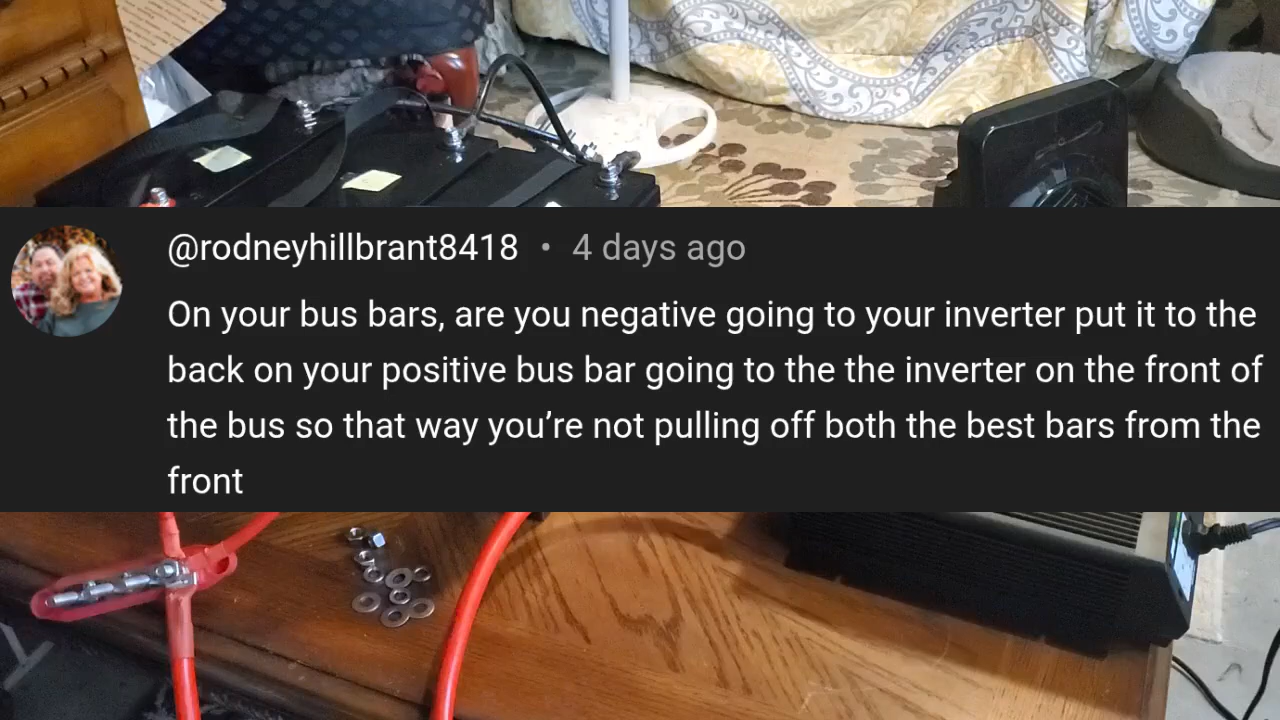 @rodneyhillbrant8418 • 4 days ago
On your bus bars, are you negative going to your inverter put it to the
back on your positive bus bar going to the the inverter on the front of
the bus so that way you’re not pulling off both the best bars from the
front